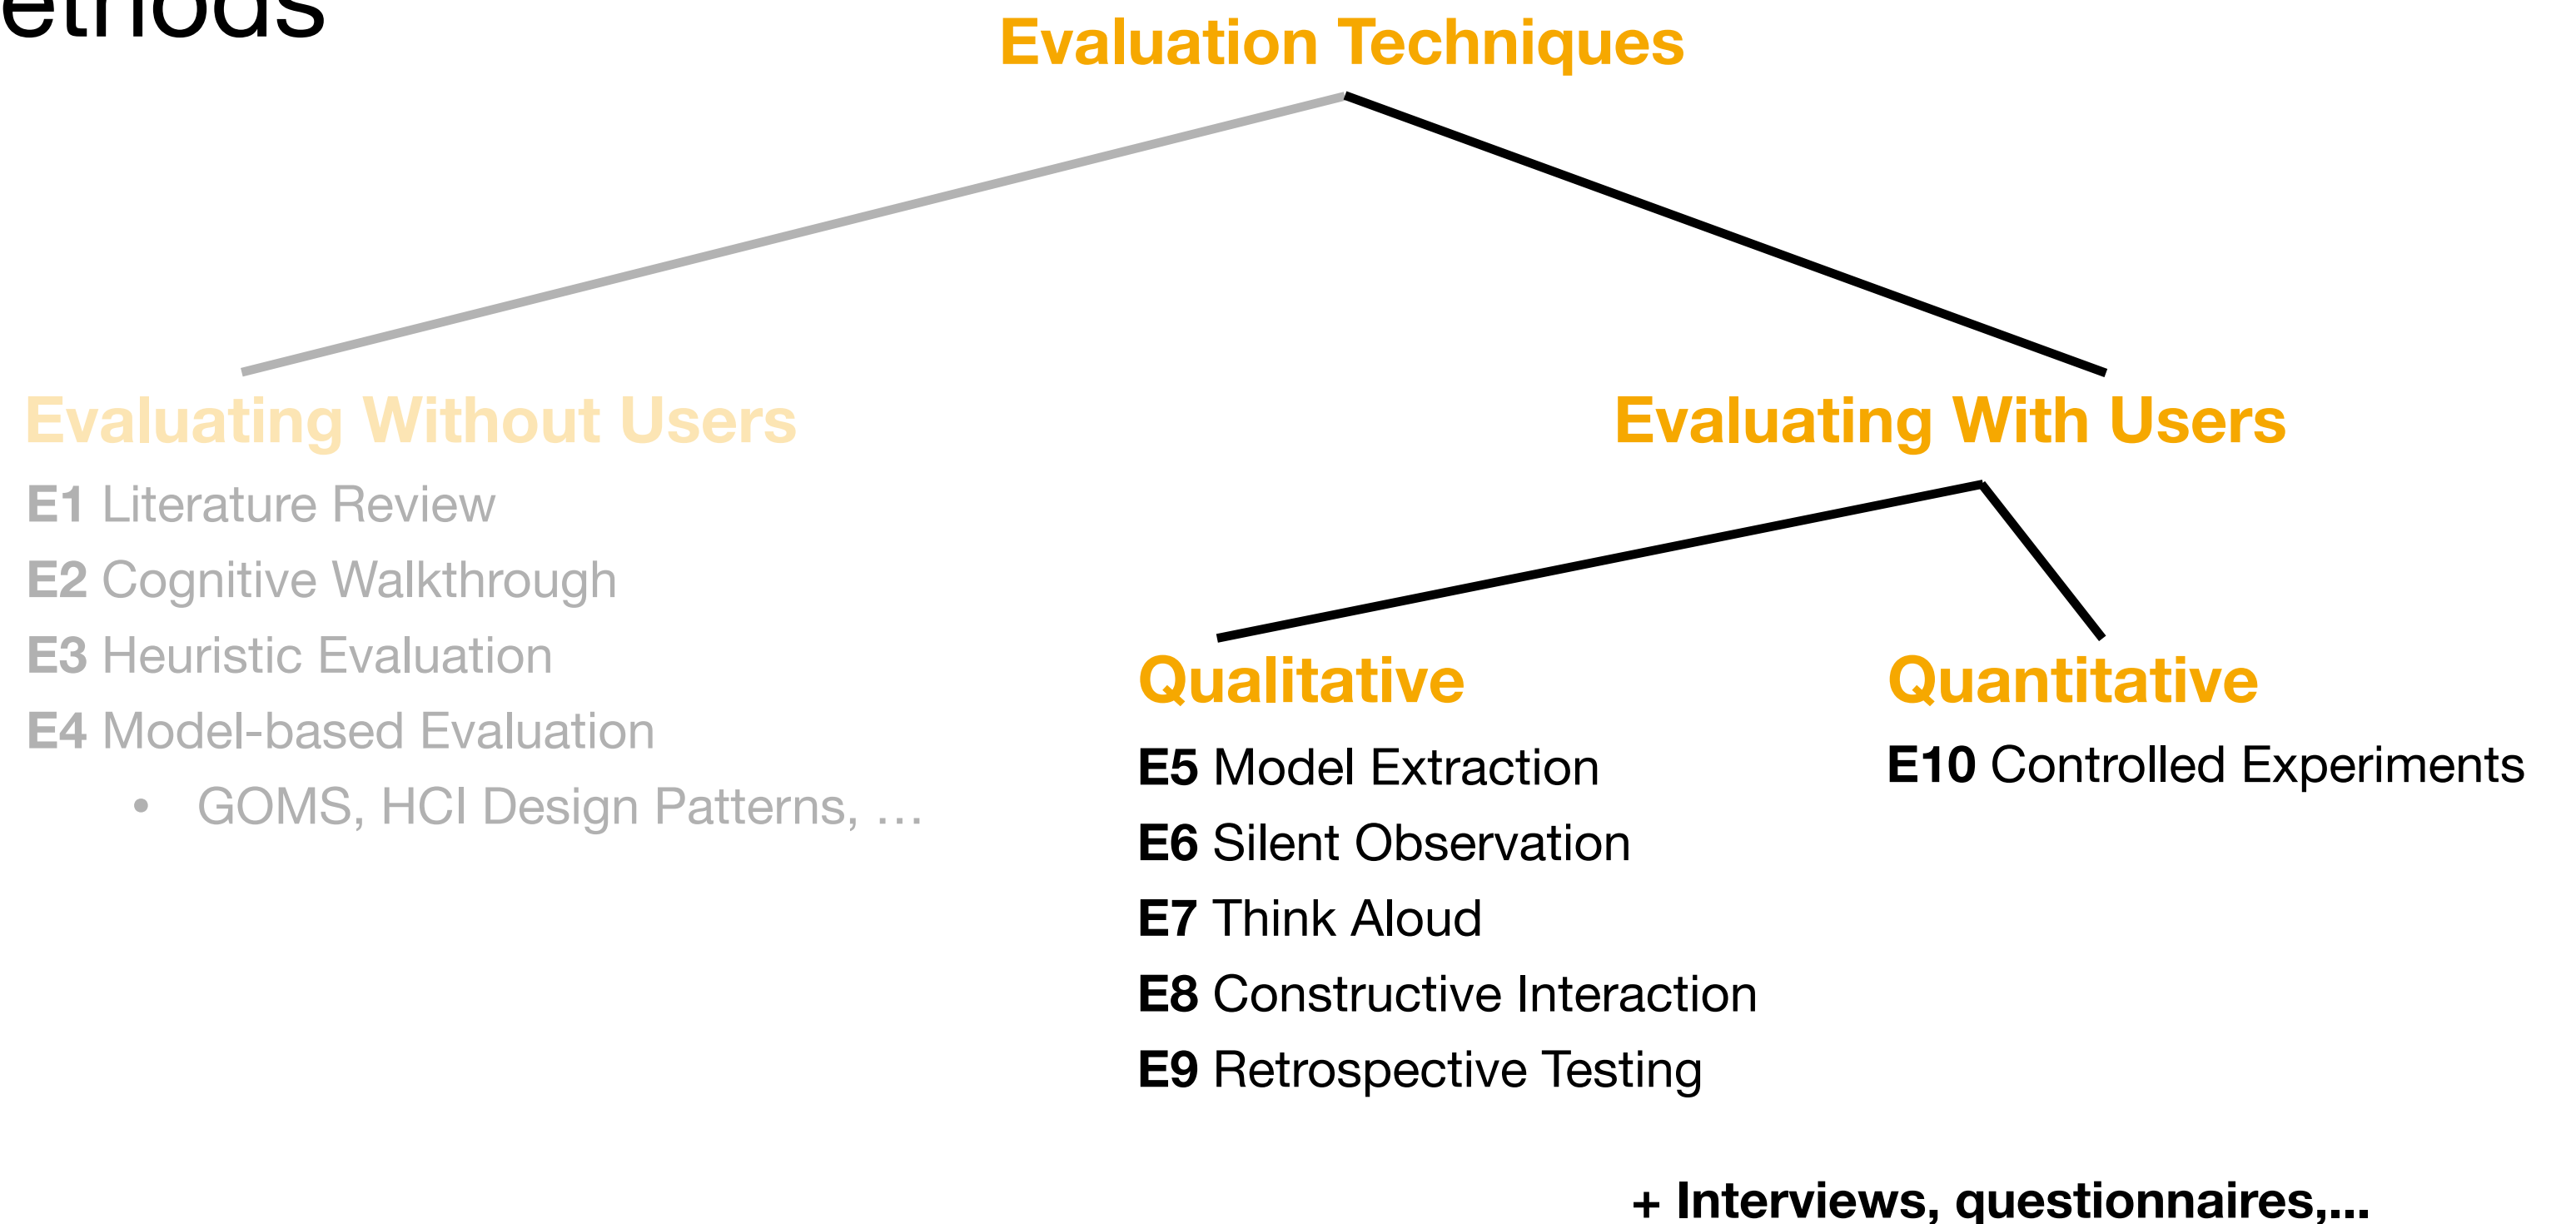 Evaluation Techniques
Evaluating Without Users
E1 Literature Review
E2 Cognitive Walkthrough
E3 Heuristic Evaluation
E4 Model-based Evaluation
• GOMS, HCI Design Patterns, …
Evaluating With Users
Qualitative
E5 Model Extraction
E6 Silent Observation
E7 Think Aloud
E8 Constructive Interaction
E9 Retrospective Testing
Quantitative
E10 Controlled Experiments
+ Interviews, questionnaires,...